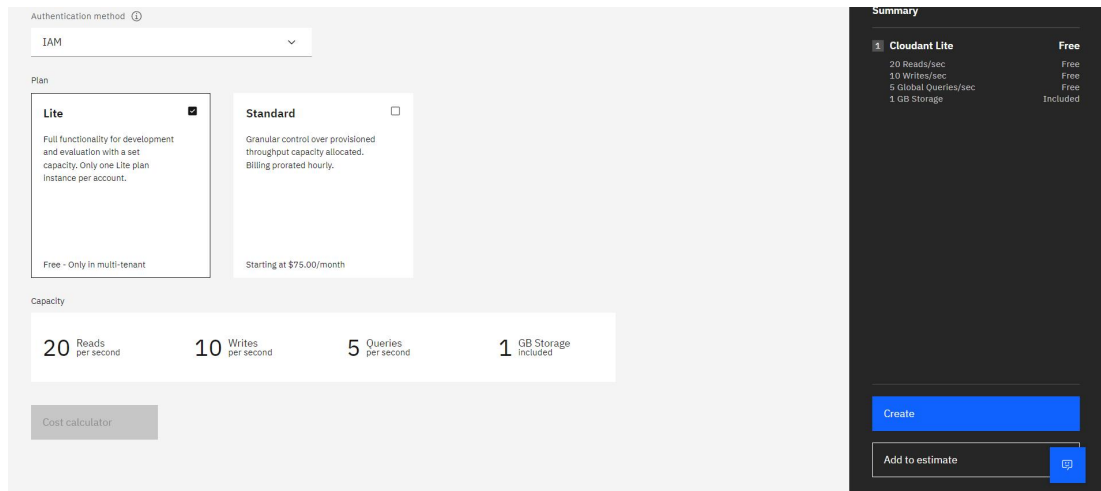 Authentication method
IAM
Plan
Lite
Full functionality for development
and evaluation with a set
capacity. Only one Lite plan
instance per account.
Free - Only in multi-tenant
Standard
Granular control over provisioned
throughput capacity allocated.
Billing prorated hourly.
Starting at $75.00/month
Capacity
20 Reads
per second
10 Writes
per second
5 Queries
per second
1 GB Storage
included
Cost calculator
Summary
1 Cloudant Lite Free
20 Reads/sec Free
10 Writes/sec Free
5 Global Queries/sec Free
1 GB Storage Included
Create
Add to estimate